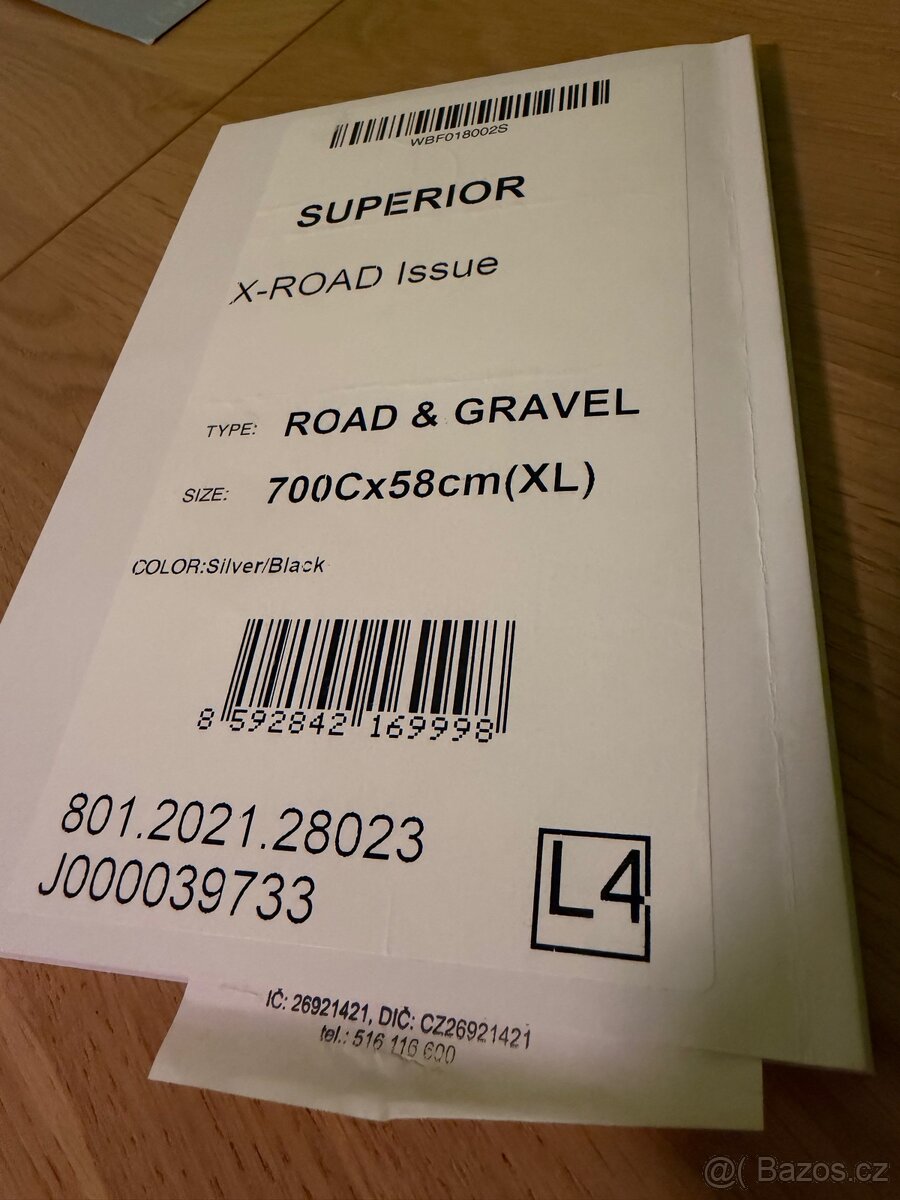 WBF018002S
SUPERIOR
X-ROAD Issue
TYPE: ROAD & GRAVEL
SIZE: 700Cx58cm(XL)
COLOR:Silver/Black
8 592842 169998
801.2021.28023
J000039733
L4
IČ: 26921421, DIČ: CZ26921421
tel.: 516 116 600
@( Bazos.cz